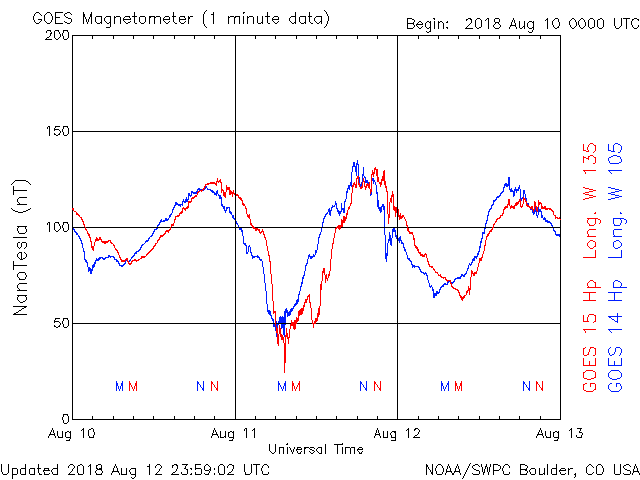 GOES Magnetometer (1 minute data)
Begin: 2018 Aug 10 0000 UTC
200
150
100
50
0
NanoTesla (nT)
M M N N M M N N M M N N
Aug 10 Aug 11 Aug 12 Aug 13
Universal Time
GOES 15 Hp Long. W 135
GOES 14 Hp Long. W 105
Updated 2018 Aug 12 23:59:02 UTC
NOAA/SWPC Boulder, CO USA